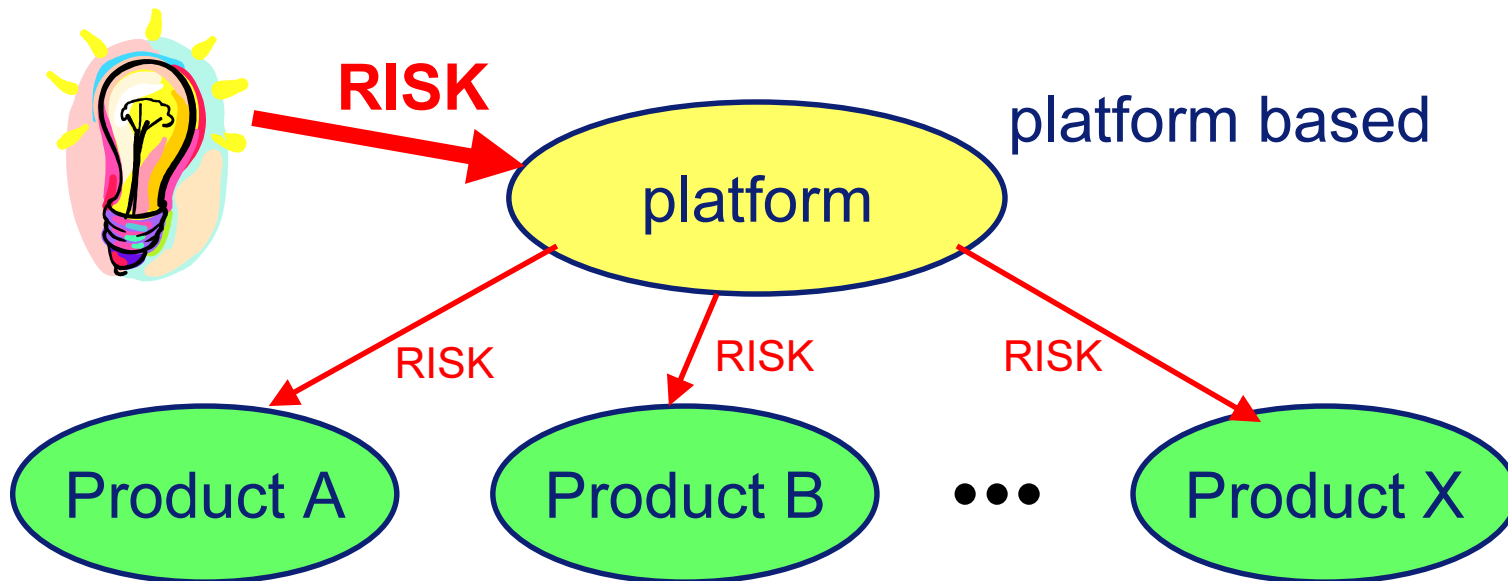 RISK
platform based
platform
RISK
RISK
RISK
Product A
Product B
•••
Product X